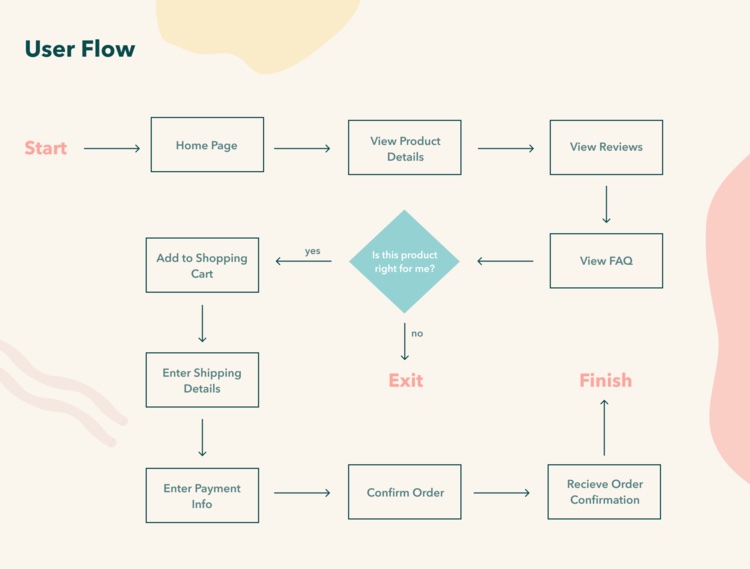 User Flow
Start
Home Page
View Product
Details
View Reviews
Add to Shopping
Cart
yes
Is this product
right for me?
View FAQ
no
Enter Shipping
Details
Exit
Finish
Enter Payment
Info
Confirm Order
Recieve Order
Confirmation